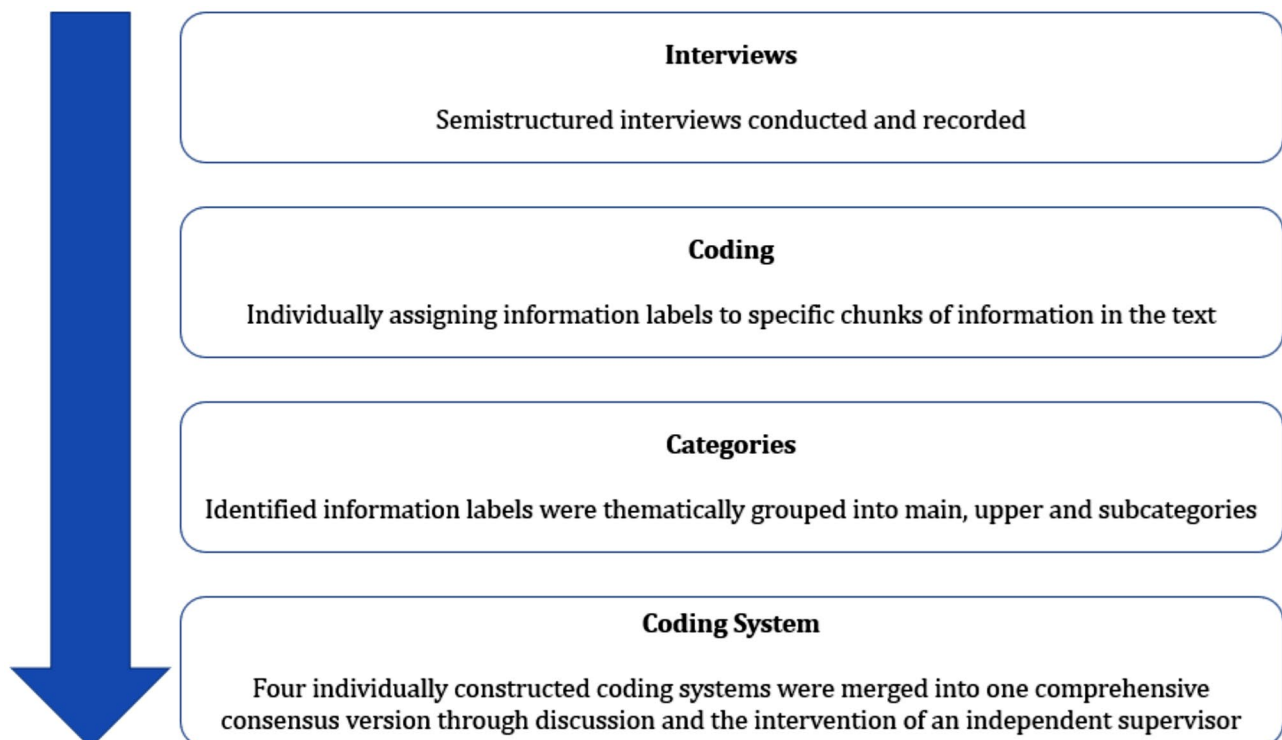 Interviews
Semistructured interviews conducted and recorded
Coding
Individually assigning information labels to specific chunks of information in the text
Categories
Identified information labels were thematically grouped into main, upper and subcategories
Coding System
Four individually constructed coding systems were merged into one comprehensive
consensus version through discussion and the intervention of an independent supervisor